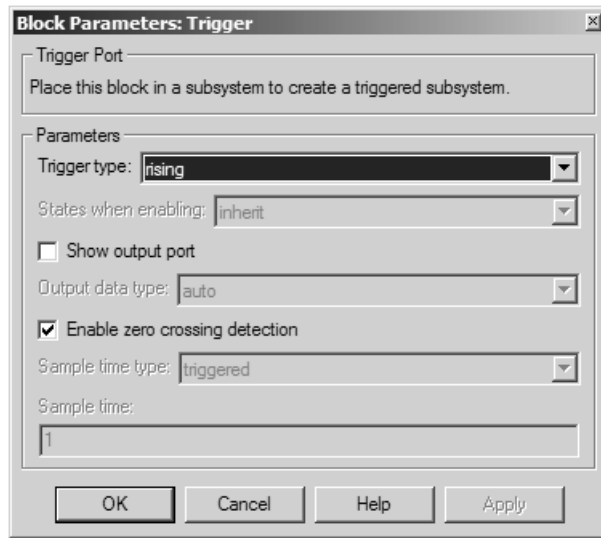 Block Parameters: Trigger
Trigger Port
Place this block in a subsystem to create a triggered subsystem.
Parameters
Trigger type: rising
States when enabling: inherit
Show output port
Output data type: auto
Enable zero crossing detection
Sample time type: triggered
Sample time:
1
OK Cancel Help Apply